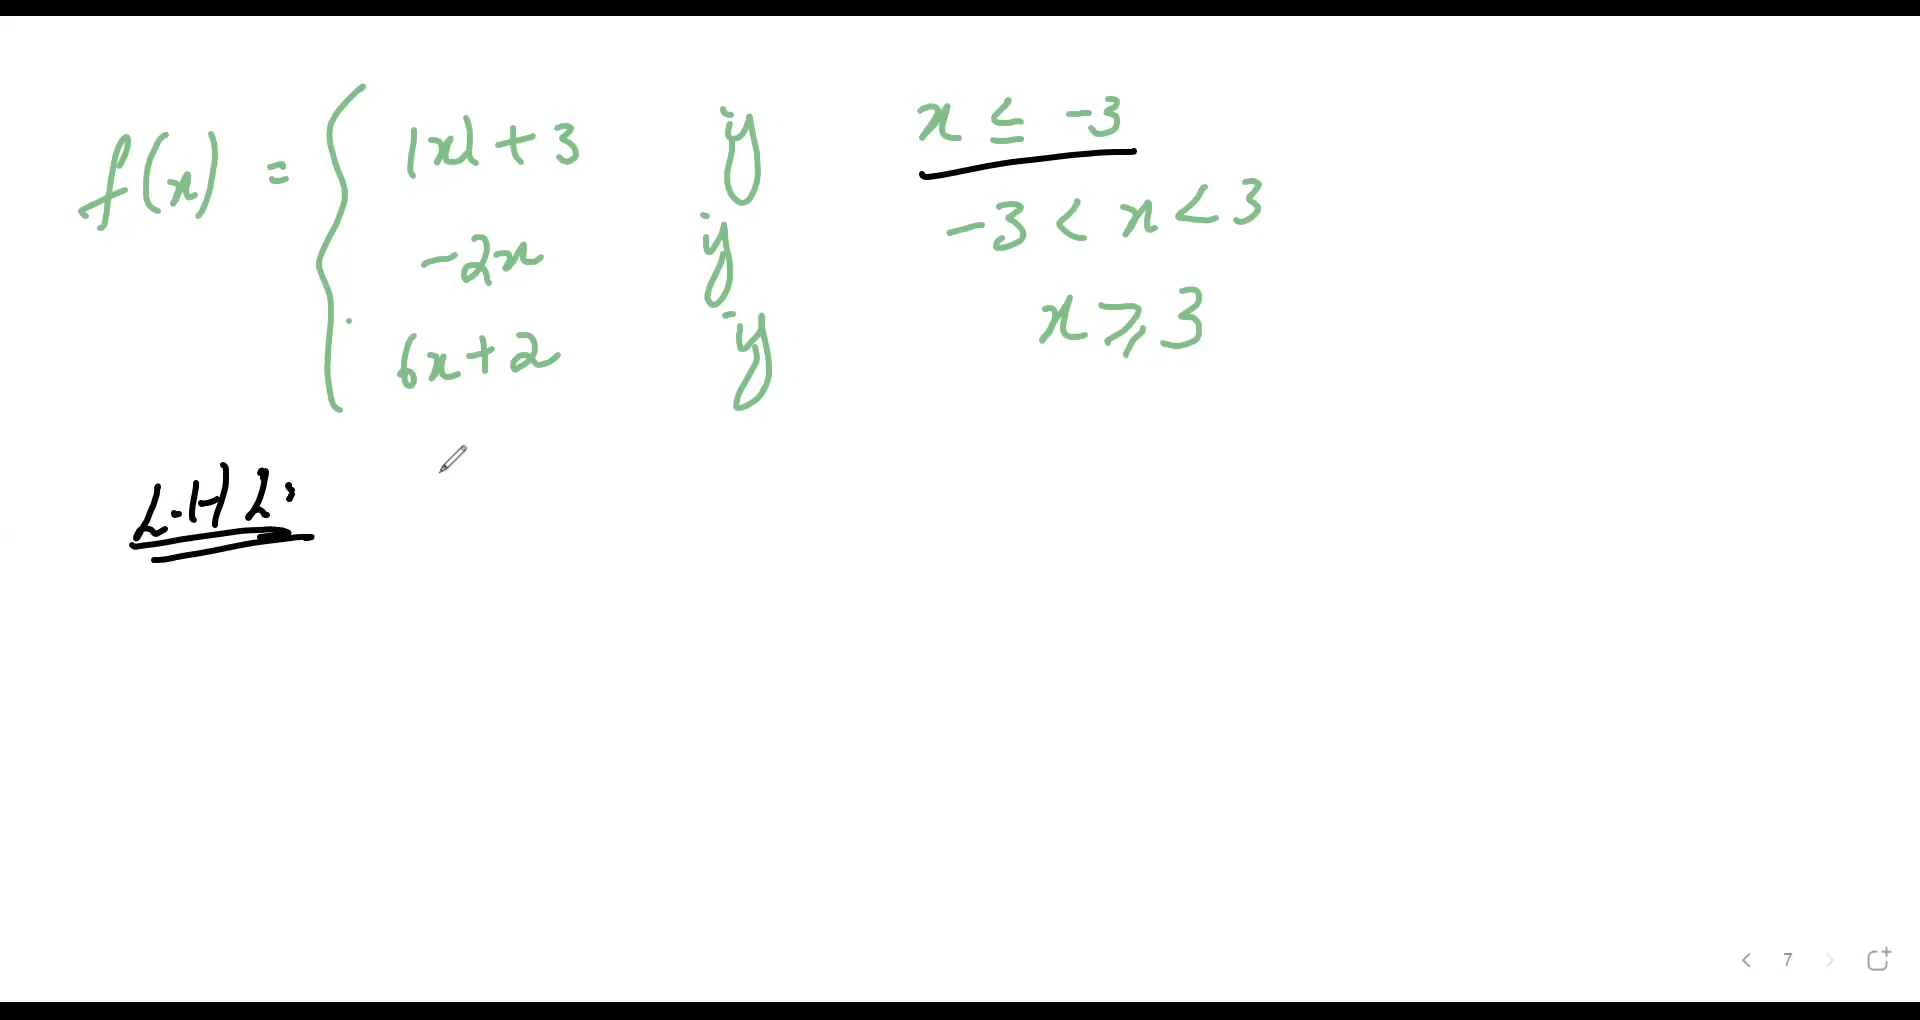 f(x) = { |x| + 3 if x ≤ -3
-2x if -3 < x < 3
6x + 2 if x ≥ 3
L.H L:
7